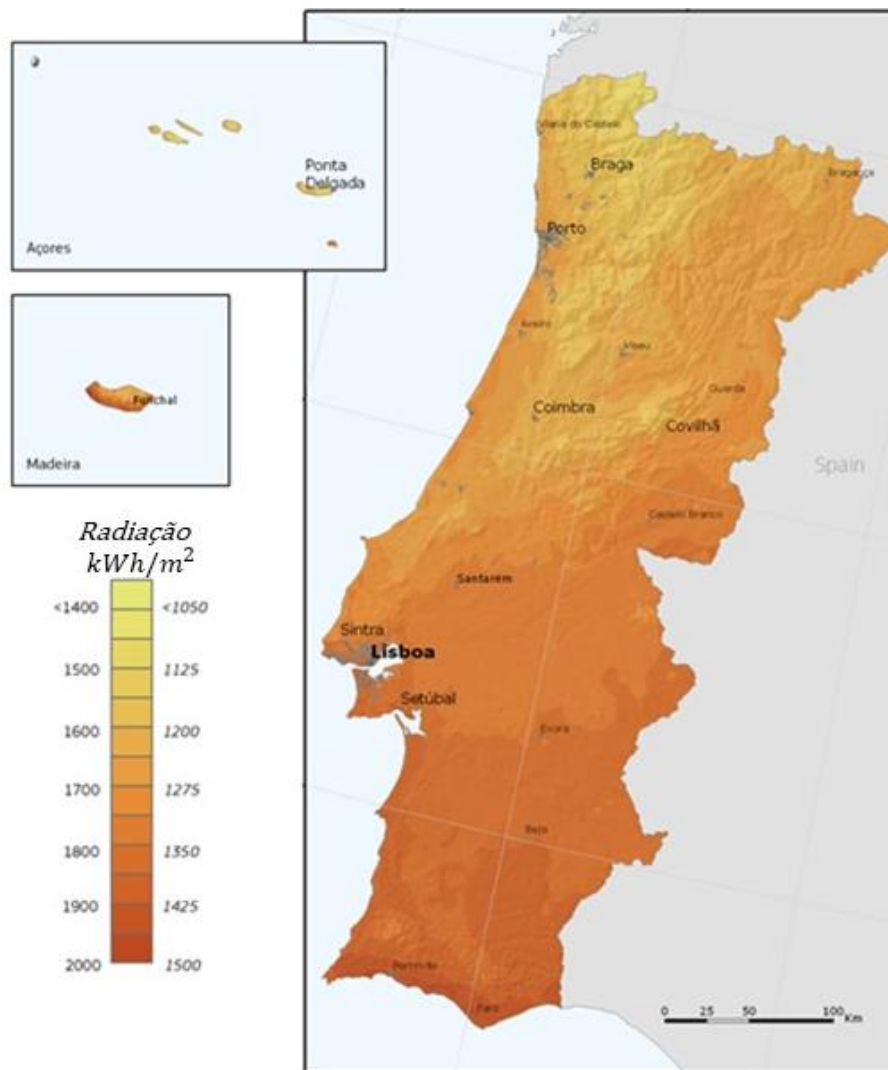 Ponta
Delgada
Açores
Funchal
Madeira
Radiação
kWh/m²
<1400 <1050
1500 1125
1600 1200
1700 1275
1800 1350
1900 1425
2000 1500
Viana do Castelo
Braga
Bragança
Porto
Aveiro
Viseu
Guarda
Coimbra
Covilhã
Spain
Castelo Branco
Santarém
Sintra
Lisboa
Setúbal
Evora
Beja
Portimão
Faro
0 25 50 100
Km